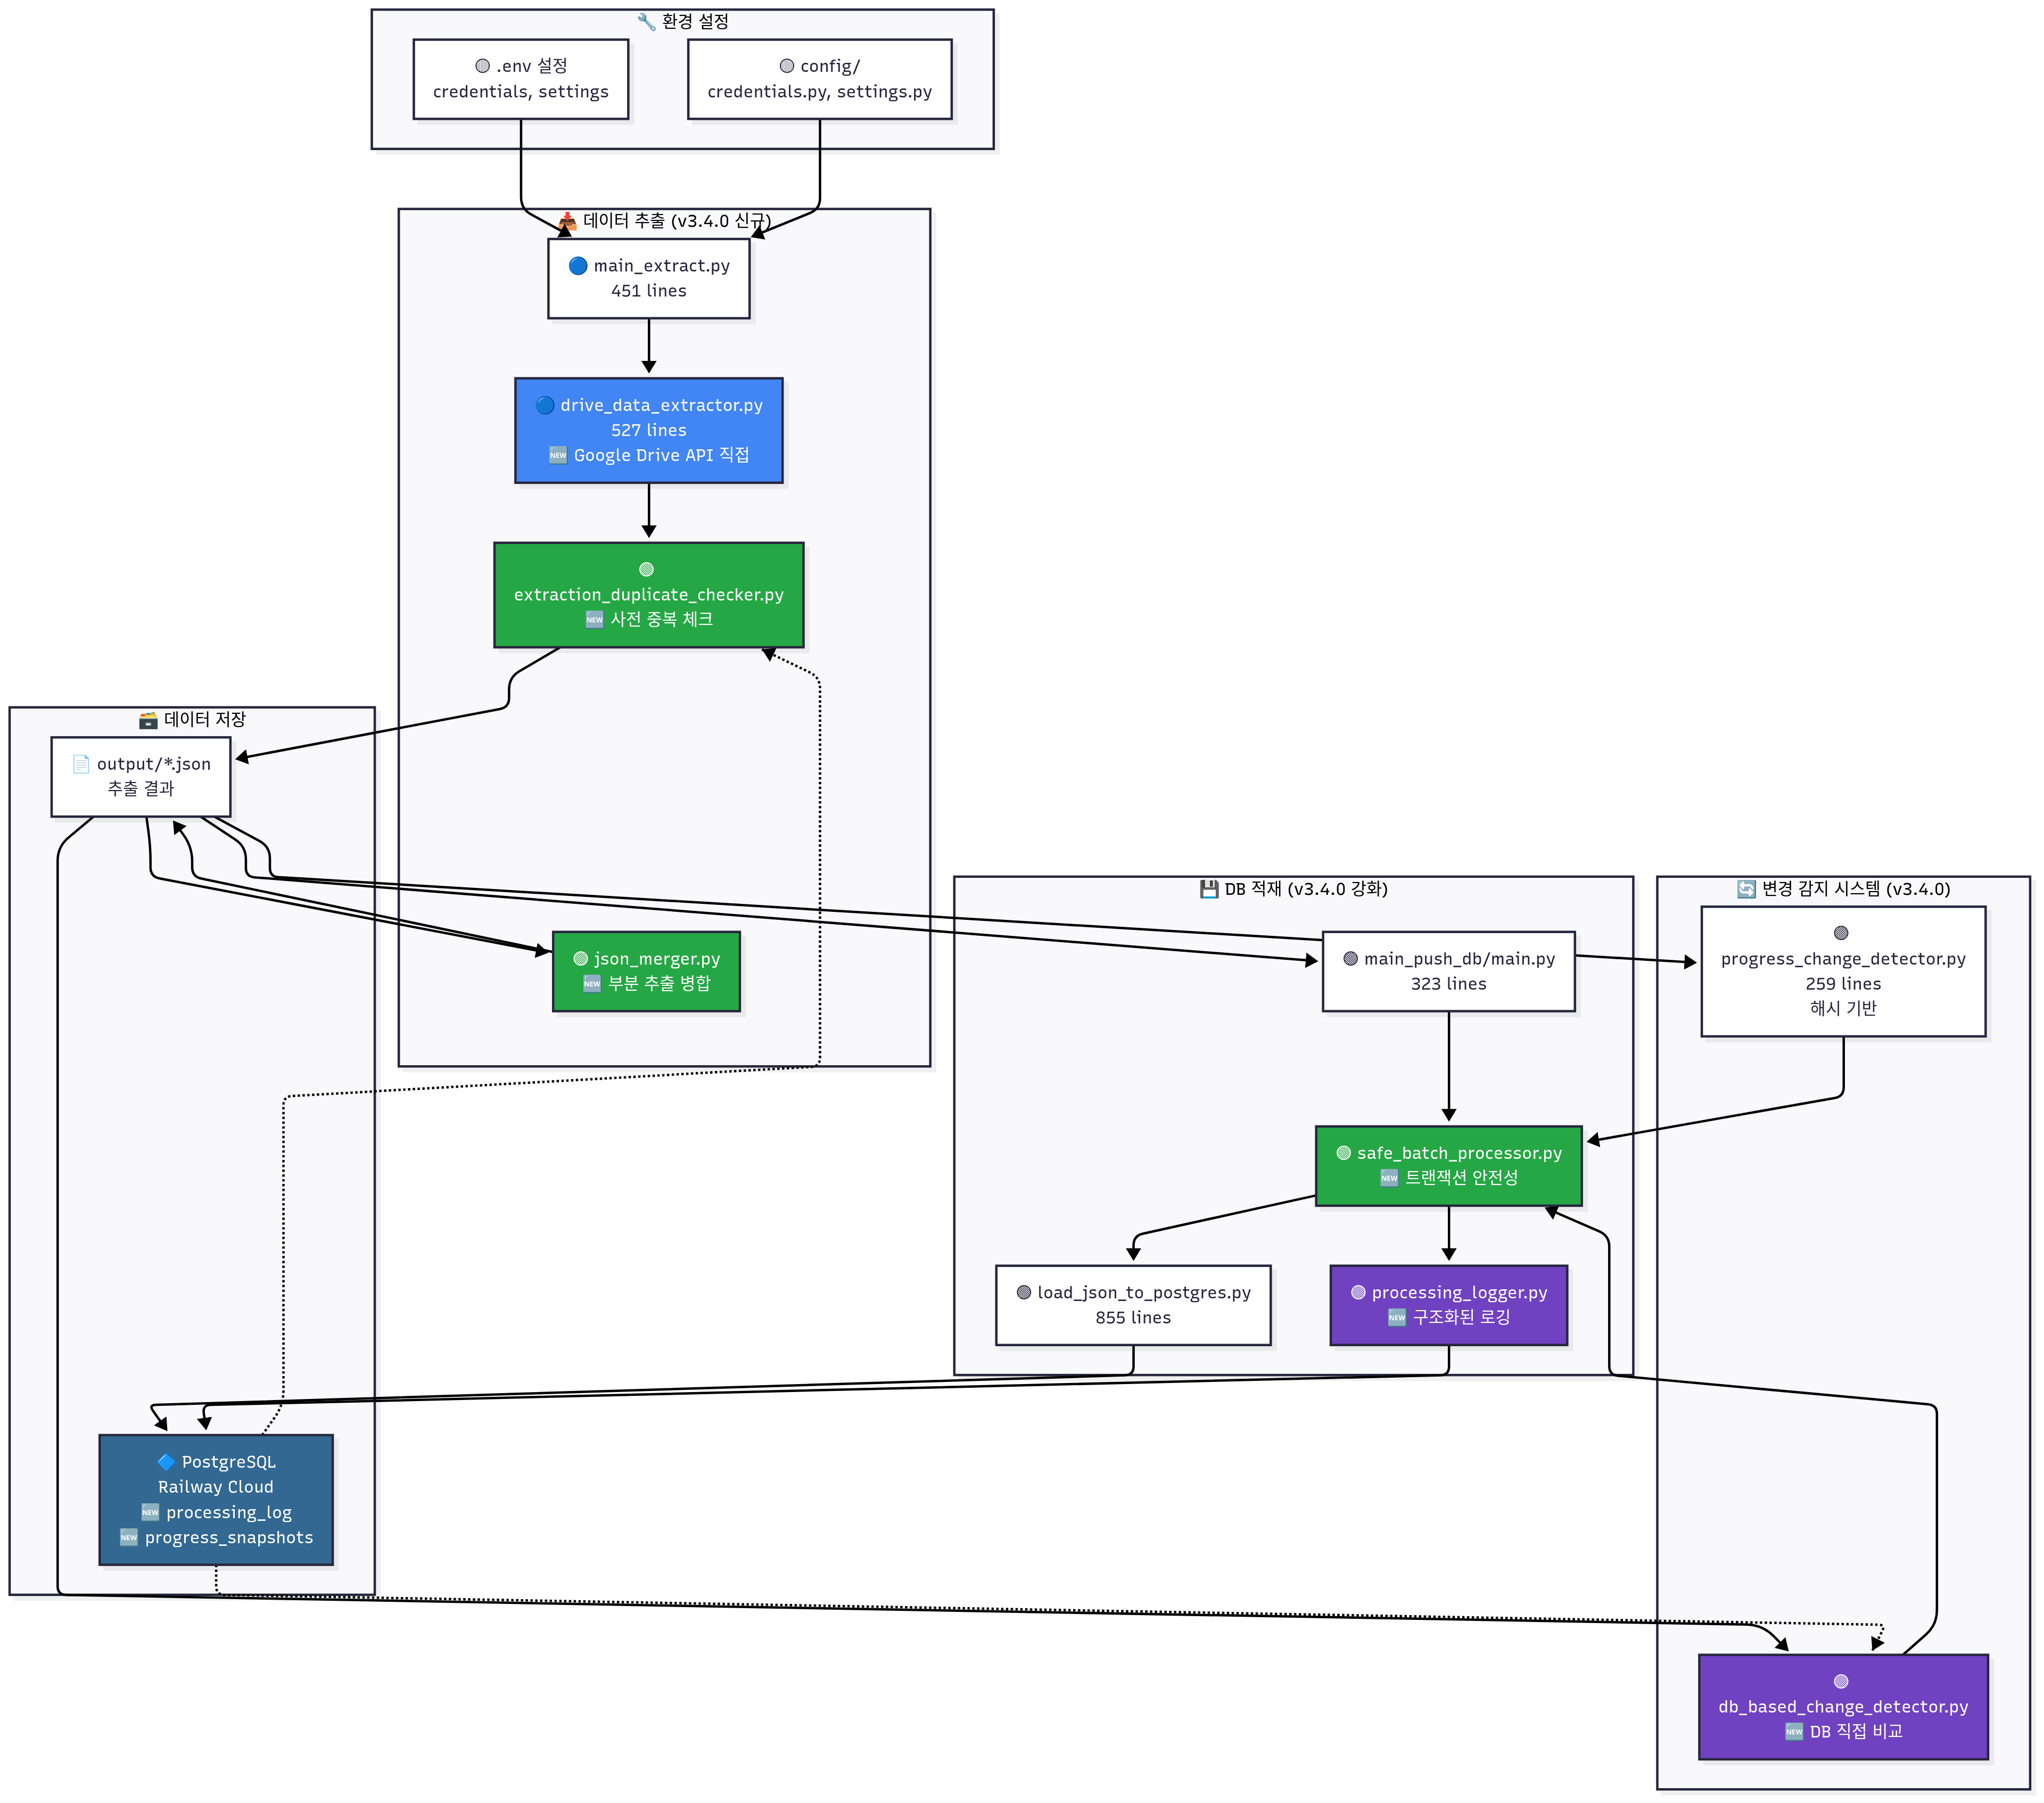 🔧 환경 설정
.env 설정
credentials, settings
config/
credentials.py, settings.py
📥 데이터 추출 (v3.4.0 신규)
🔵 main_extract.py
451 lines
🔵 drive_data_extractor.py
527 lines
🆕 Google Drive API 직접
extraction_duplicate_checker.py
🆕 사전 중복 체크
🗃️ 데이터 저장
📄 output/*.json
추출 결과
json_merger.py
🆕 부분 추출 병합
💾 DB 적재 (v3.4.0 강화)
main_push_db/main.py
323 lines
🔄 변경 감지 시스템 (v3.4.0)
progress_change_detector.py
259 lines
해시 기반
safe_batch_processor.py
🆕 트랜잭션 안전성
load_json_to_postgres.py
855 lines
processing_logger.py
🆕 구조화된 로깅
🔷 PostgreSQL
Railway Cloud
🆕 processing_log
🆕 progress_snapshots
db_based_change_detector.py
🆕 DB 직접 비교